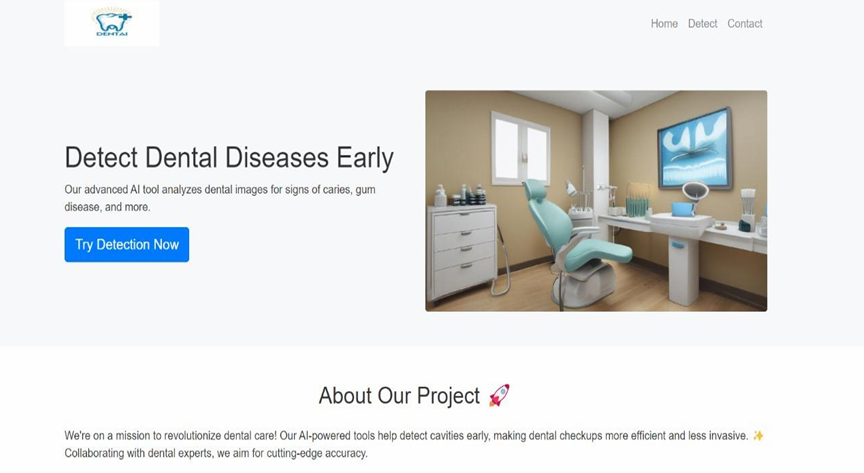 DENTAI
Home Detect Contact
Detect Dental Diseases Early
Our advanced AI tool analyzes dental images for signs of caries, gum
disease, and more.
Try Detection Now
About Our Project 🚀
We're on a mission to revolutionize dental care! Our AI-powered tools help detect cavities early, making dental checkups more efficient and less invasive. ✨
Collaborating with dental experts, we aim for cutting-edge accuracy.